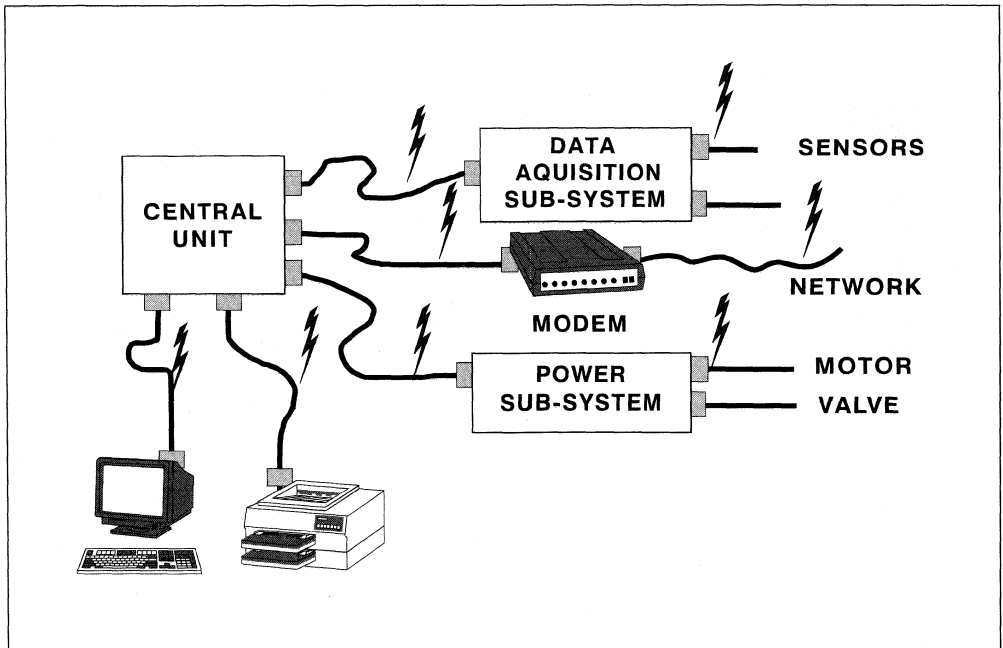 CENTRAL
UNIT
DATA
AQUISITION
SUB-SYSTEM
SENSORS
NETWORK
MODEM
POWER
SUB-SYSTEM
MOTOR
VALVE